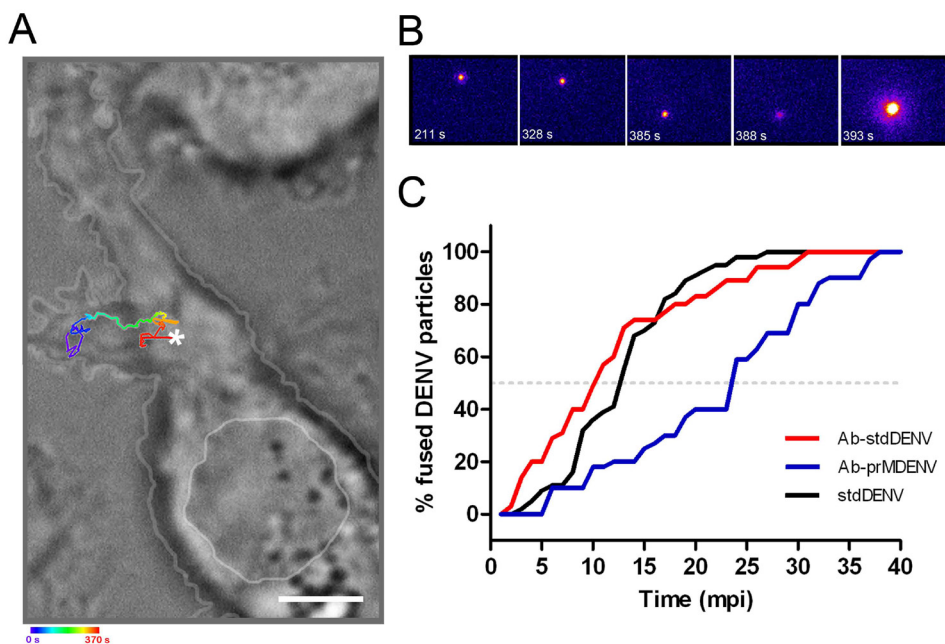 A
0 s 370 s
B
211 s 328 s 385 s 388 s 393 s
C
% fused DENV particles
100
80
60
40
20
0
Ab-stdDENV
Ab-prMDENV
stdDENV
0 5 10 15 20 25 30 35 40
Time (mpi)